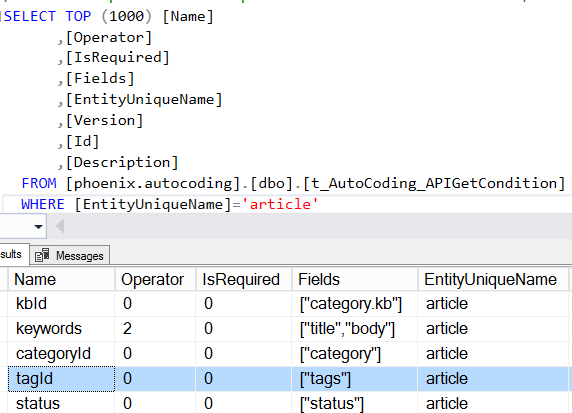 SELECT TOP (1000) [Name]
,[Operator]
,[IsRequired]
,[Fields]
,[EntityUniqueName]
,[Version]
,[Id]
,[Description]
FROM [phoenix.autocoding].[dbo].[t_AutoCoding_APIGetCondition]
WHERE [EntityUniqueName]='article'
sults Messages
Name Operator IsRequired Fields EntityUniqueName
kbId 0 0 ["category.kb"] article
keywords 2 0 ["title","body"] article
categoryId 0 0 ["category"] article
tagId 0 0 ["tags"] article
status 0 0 ["status"] article